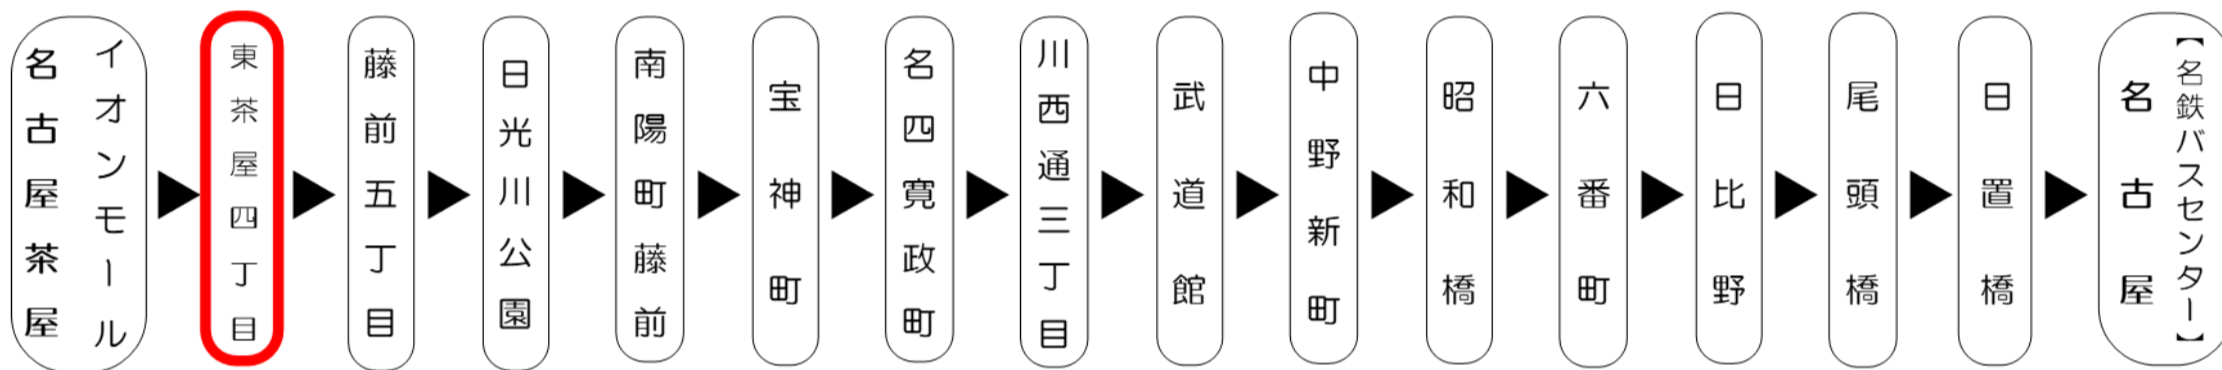 イオンモール
名古屋茶屋
東茶屋四丁目
藤前五丁目
日光川公園
南陽町藤前
宝神町
名四寛政町
川西通三丁目
武道館
中野新町
昭和橋
六番町
日比野
尾頭橋
日置橋
【名鉄バスセンター】
名古屋